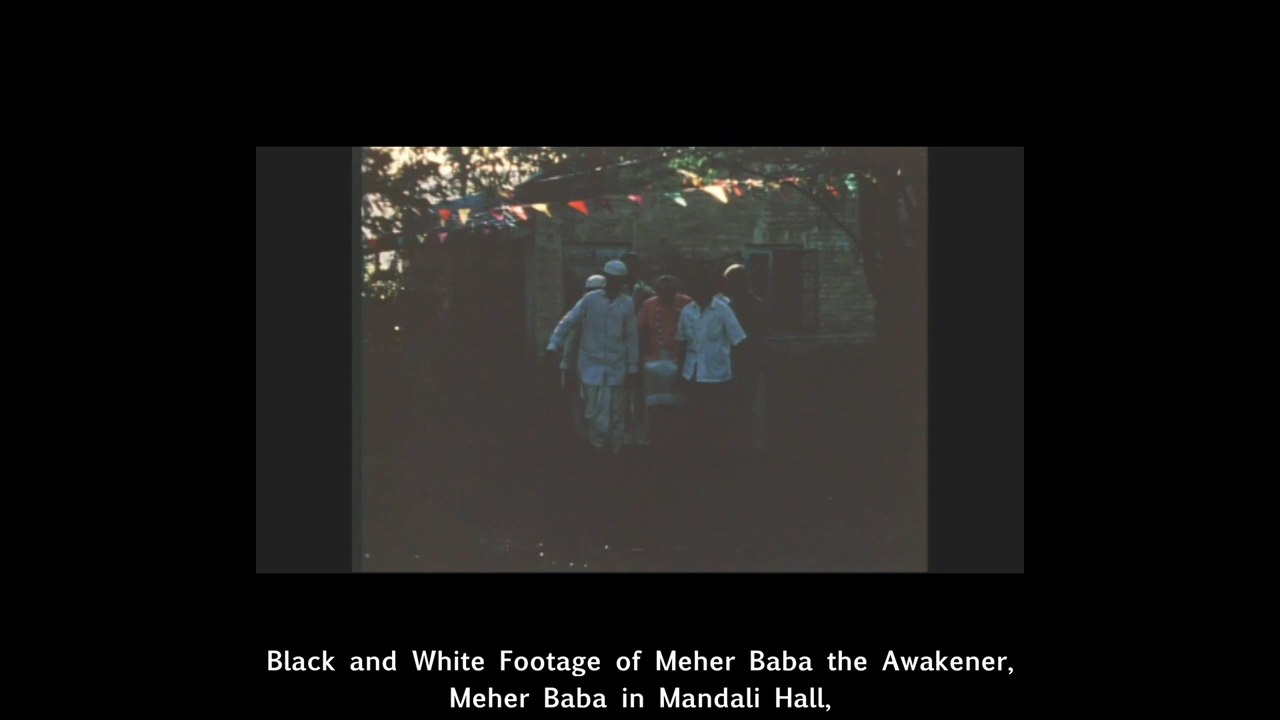 Black and White Footage of Meher Baba the Awakener,
Meher Baba in Mandali Hall,